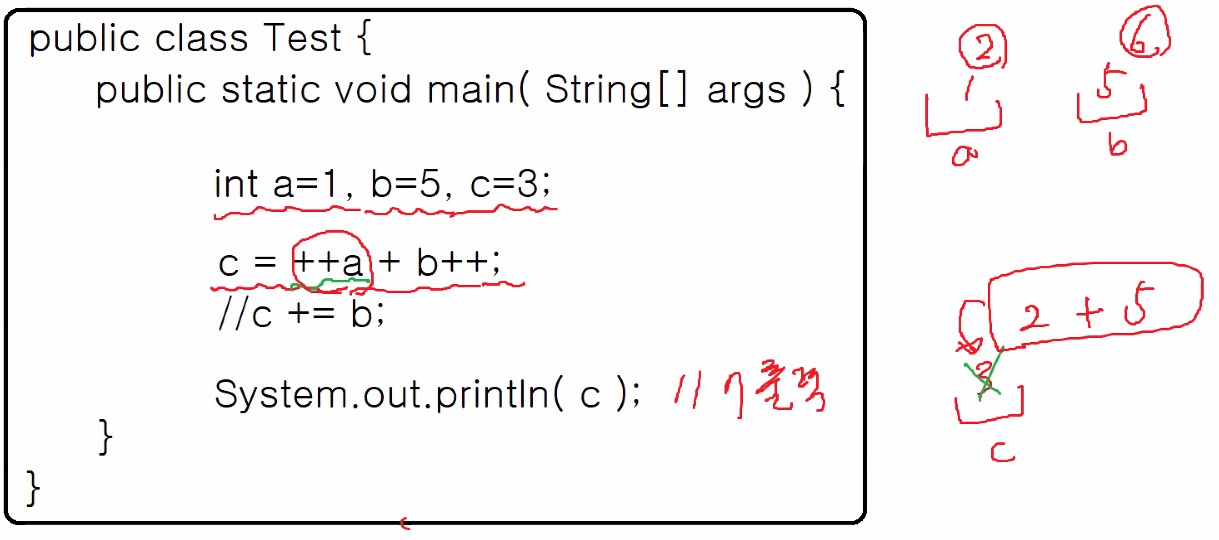 public class Test {
public static void main( String[] args ) {
int a=1, b=5, c=3;
c = ++a + b++;
//c += b;
System.out.println( c ); // 7 출력
}
}
2 6
1 5
a b
2 + 5
3
c